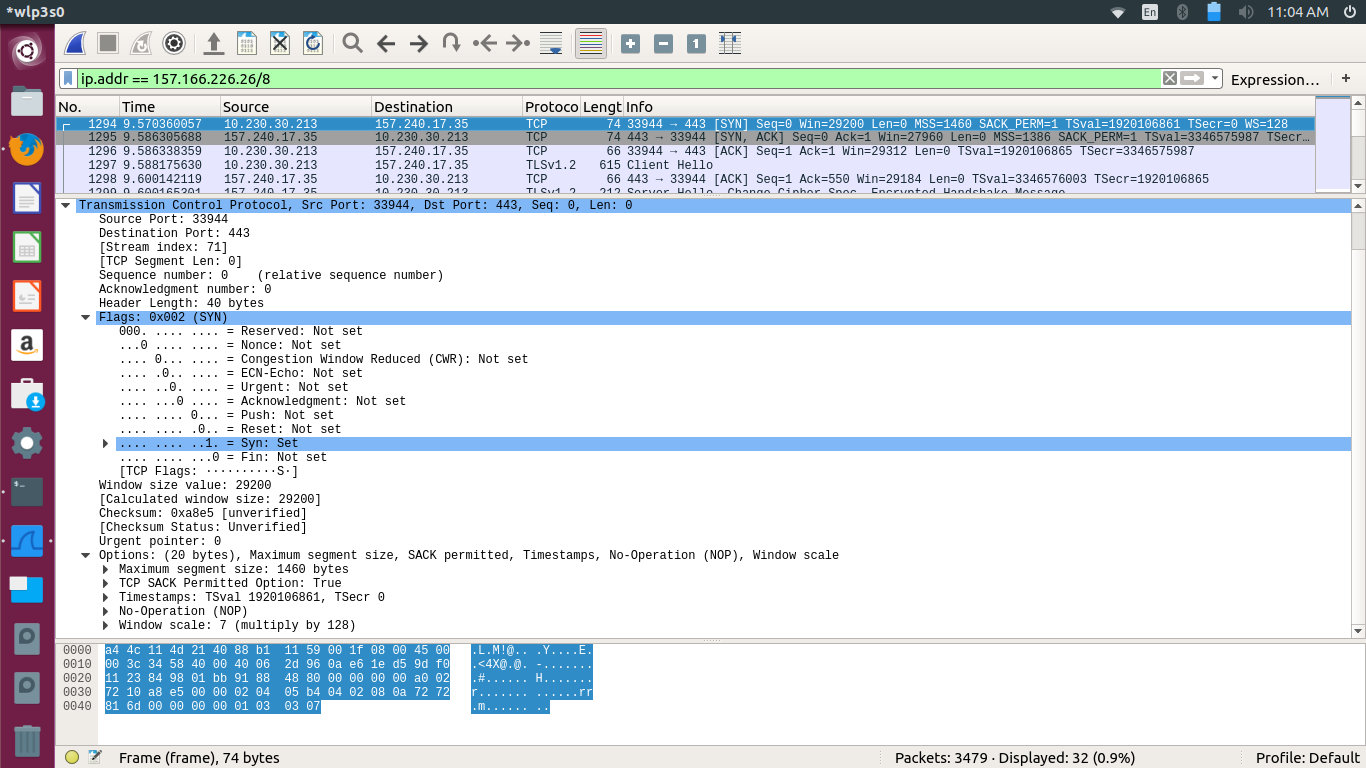 *wlp3s0
En
11:04 AM
ip.addr == 157.166.226.26/8
Expression…
+
No. Time Source Destination Protoco Lengt Info
1294 9.570360057 10.230.30.213 157.240.17.35 TCP 74 33944 → 443 [SYN] Seq=0 Win=29200 Len=0 MSS=1460 SACK_PERM=1 TSval=1920106861 TSecr=0 WS=128
1295 9.586305688 157.240.17.35 10.230.30.213 TCP 74 443 → 33944 [SYN, ACK] Seq=0 Ack=1 Win=27960 Len=0 MSS=1386 SACK_PERM=1 TSval=3346575987 TSecr…
1296 9.586338359 10.230.30.213 157.240.17.35 TCP 66 33944 → 443 [ACK] Seq=1 Ack=1 Win=29312 Len=0 TSval=1920106865 TSecr=3346575987
1297 9.588175630 10.230.30.213 157.240.17.35 TLSv1.2 615 Client Hello
1298 9.600142119 157.240.17.35 10.230.30.213 TCP 66 443 → 33944 [ACK] Seq=1 Ack=550 Win=29184 Len=0 TSval=3346576003 TSecr=1920106865
1299 9.600165301 157.240.17.35 10.230.30.213 TLSv1.2 212 Server Hello, Change Cipher Spec, Encrypted Handshake Message
Transmission Control Protocol, Src Port: 33944, Dst Port: 443, Seq: 0, Len: 0
Source Port: 33944
Destination Port: 443
[Stream index: 71]
[TCP Segment Len: 0]
Sequence number: 0 (relative sequence number)
Acknowledgment number: 0
Header Length: 40 bytes
Flags: 0x002 (SYN)
000. .... .... = Reserved: Not set
...0 .... .... = Nonce: Not set
.... 0... .... = Congestion Window Reduced (CWR): Not set
.... .0.. .... = ECN-Echo: Not set
.... ..0. .... = Urgent: Not set
.... ...0 .... = Acknowledgment: Not set
.... .... 0... = Push: Not set
.... .... .0.. = Reset: Not set
.... .... ..1. = Syn: Set
.... .... ...0 = Fin: Not set
[TCP Flags: ··········S·]
Window size value: 29200
[Calculated window size: 29200]
Checksum: 0xa8e5 [unverified]
[Checksum Status: Unverified]
Urgent pointer: 0
Options: (20 bytes), Maximum segment size, SACK permitted, Timestamps, No-Operation (NOP), Window scale
Maximum segment size: 1460 bytes
TCP SACK Permitted Option: True
Timestamps: TSval 1920106861, TSecr 0
No-Operation (NOP)
Window scale: 7 (multiply by 128)
0000 a4 4c 11 4d 21 40 88 b1 11 59 00 1f 08 00 45 00 .L.M!@.. .Y....E.
0010 00 3c 34 58 40 00 40 06 2d 96 0a e6 1e d5 9d f0 .<4X@.@. -.......
0020 11 23 84 98 01 bb 91 88 48 80 00 00 00 00 a0 02 .#...... H.......
0030 72 10 a8 e5 00 00 02 04 05 b4 04 02 08 0a 72 72 r....... ......rr
0040 81 6d 00 00 00 00 01 03 03 07 .m...... ..
Frame (frame), 74 bytes
Packets: 3479 · Displayed: 32 (0.9%)
Profile: Default